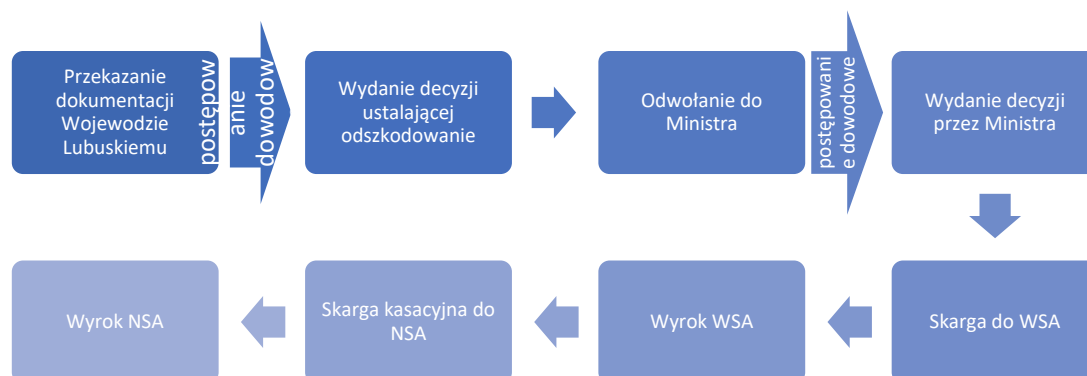 Przekazanie
dokumentacji
Wojewodzie
Lubuskiemu
postępow
anie
dowodow
Wydanie decyzji
ustalającej
odszkodowanie
Odwołanie do
Ministra
postępowani
e dowodowe
Wydanie decyzji
przez Ministra
Skarga do WSA
Wyrok WSA
Skarga kasacyjna do
NSA
Wyrok NSA